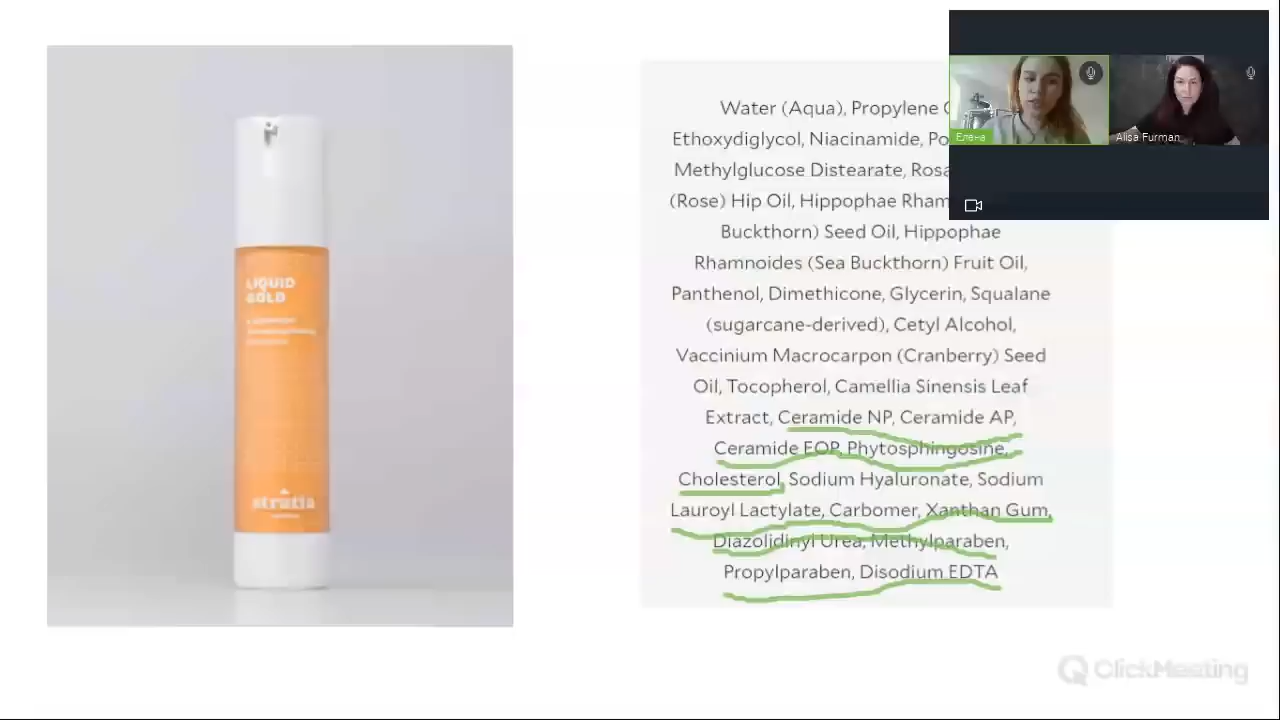 LIQUID
GOLD
stratia
Water (Aqua), Propylene
Ethoxydiglycol, Niacinamide,
Methylglucose Distearate,
(Rose) Hip Oil, Hippophae
Buckthorn) Seed Oil, Hippophae
Rhamnoides (Sea Buckthorn) Fruit Oil,
Panthenol, Dimethicone, Glycerin, Squalane
(sugarcane-derived), Cetyl Alcohol,
Vaccinium Macrocarpon (Cranberry) Seed
Oil, Tocopherol, Camellia Sinensis Leaf
Extract, Ceramide NP, Ceramide AP,
Ceramide EOP, Phytosphingosine,
Cholesterol, Sodium Hyaluronate, Sodium
Lauroyl Lactylate, Carbomer, Xanthan Gum,
Diazolidinyl Urea, Methylparaben,
Propylparaben, Disodium EDTA
Елена
Alisa Furman
ClickMeeting